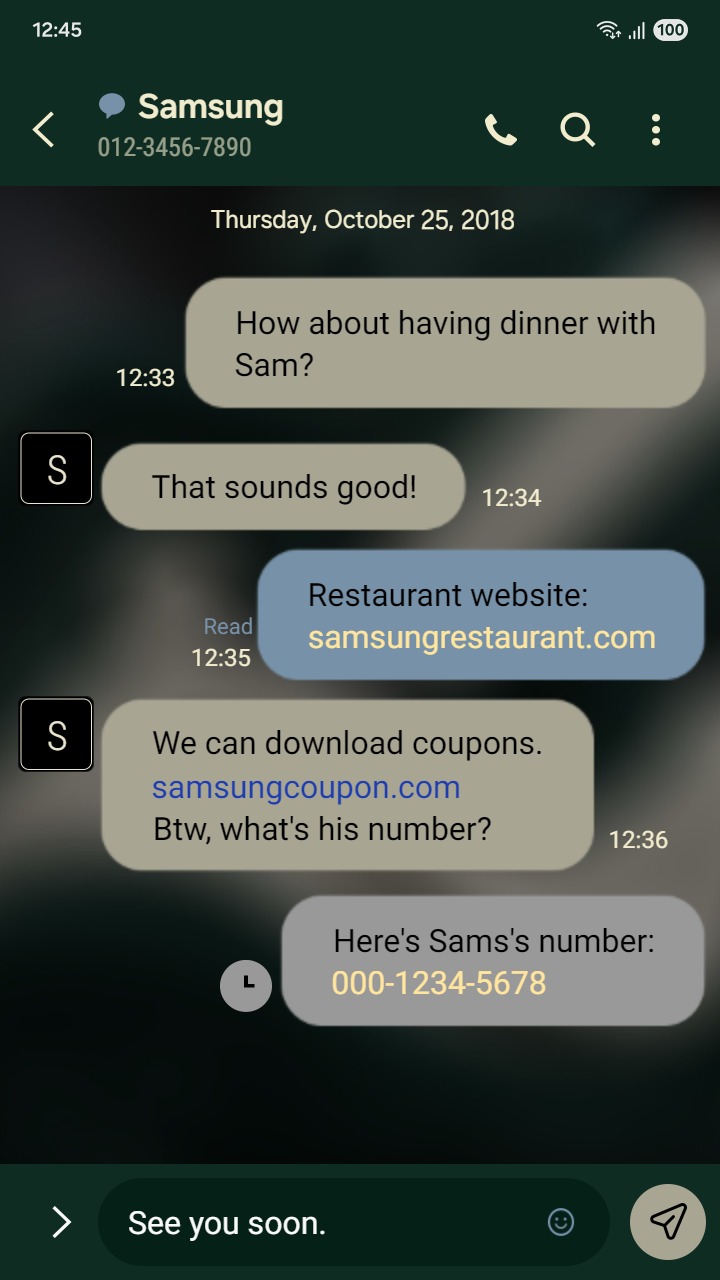 12:45
100
Samsung
012-3456-7890
Thursday, October 25, 2018
How about having dinner with
Sam?
12:33
S
That sounds good!
12:34
Restaurant website:
samsungrestaurant.com
Read
12:35
S
We can download coupons.
samsungcoupon.com
Btw, what's his number?
12:36
Here's Sams's number:
000-1234-5678
See you soon.